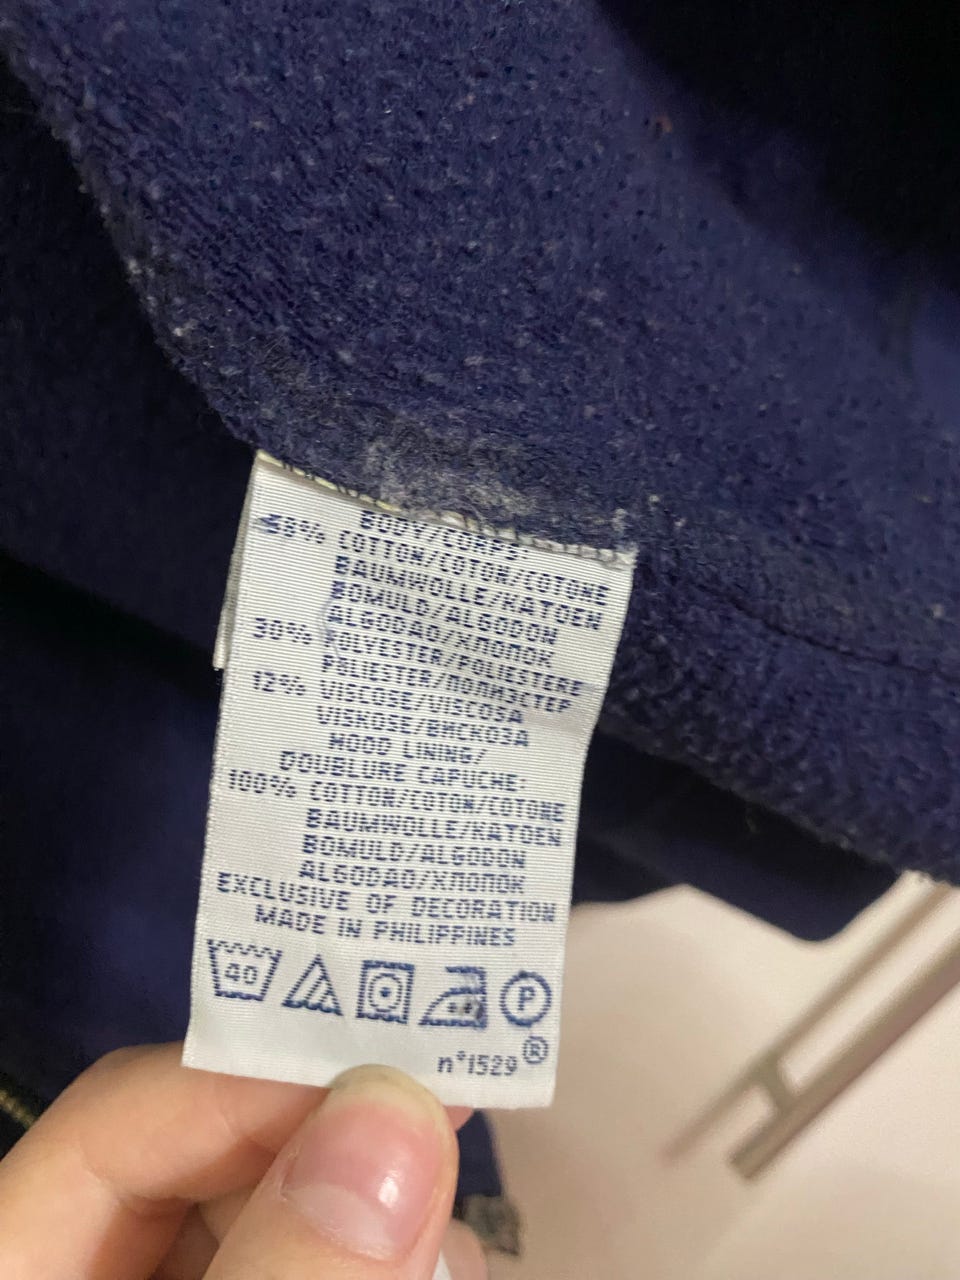 BODY/CORPS:
58% COTTON/COTON/COTONE
BAUMWOLLE/KATOEN
BOMULD/ALGODON
ALGODAO/ХЛОПОК
30% POLYESTER/POLIESTERE
POLIESTER/ПОЛИЭСТЕР
12% VISCOSE/VISCOSA
VISKOSE/ВИСКОЗА
HOOD LINING/
DOUBLURE CAPUCHE:
100% COTTON/COTON/COTONE
BAUMWOLLE/KATOEN
BOMULD/ALGODON
ALGODAO/ХЛОПОК
EXCLUSIVE OF DECORATION
MADE IN PHILIPPINES
40 P
n°1529 ®